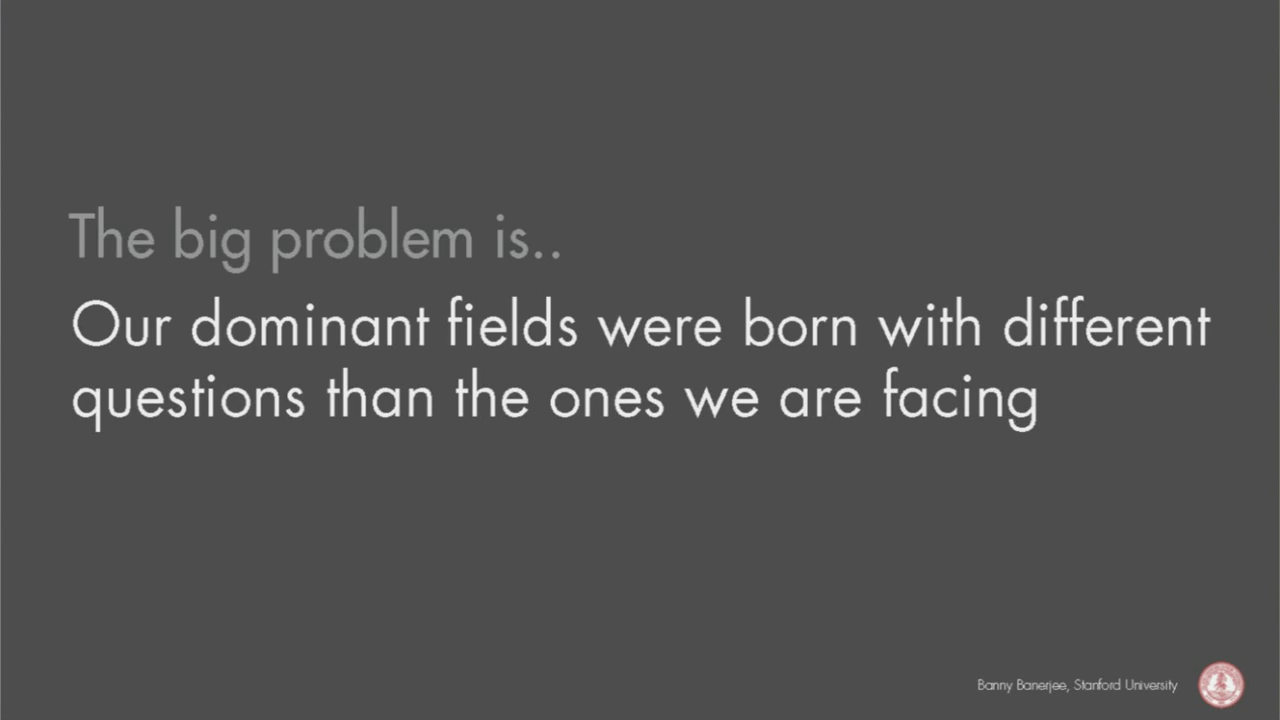 The big problem is..
Our dominant fields were born with different
questions than the ones we are facing
Banny Banerjee, Stanford University